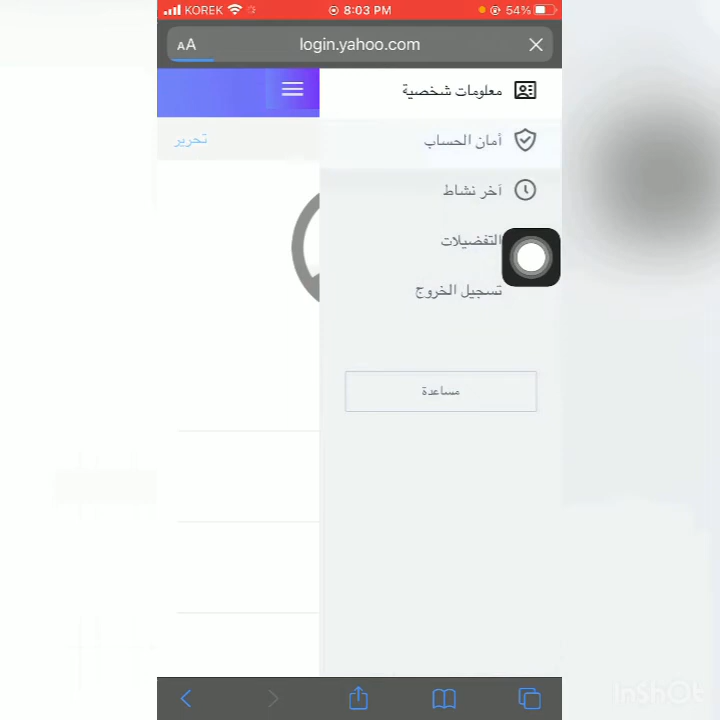 KOREK 8:03 PM 54%
AA login.yahoo.com
معلومات شخصية
تحرير
أمان الحساب
آخر نشاط
التفضيلات
تسجيل الخروج
مساعدة
InShOt